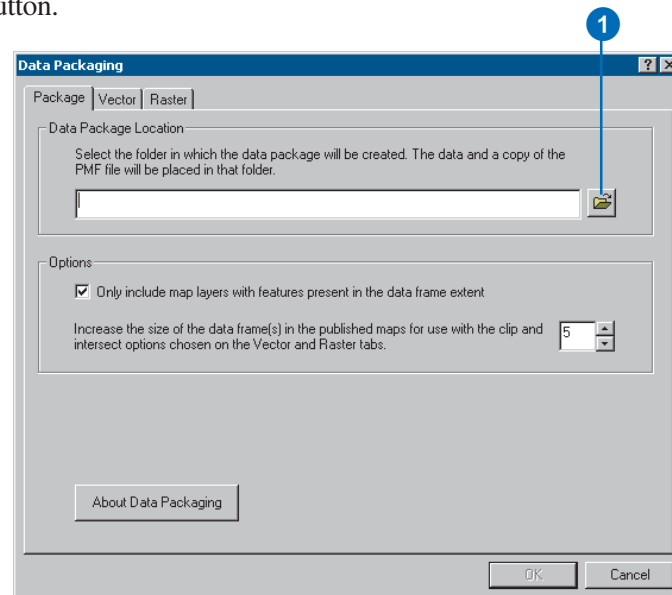 utton.
1
Data Packaging
Package Vector Raster
Data Package Location
Select the folder in which the data package will be created. The data and a copy of the
PMF file will be placed in that folder.
Options
Only include map layers with features present in the data frame extent
Increase the size of the data frame(s) in the published maps for use with the clip and
intersect options chosen on the Vector and Raster tabs.
5
About Data Packaging
OK Cancel